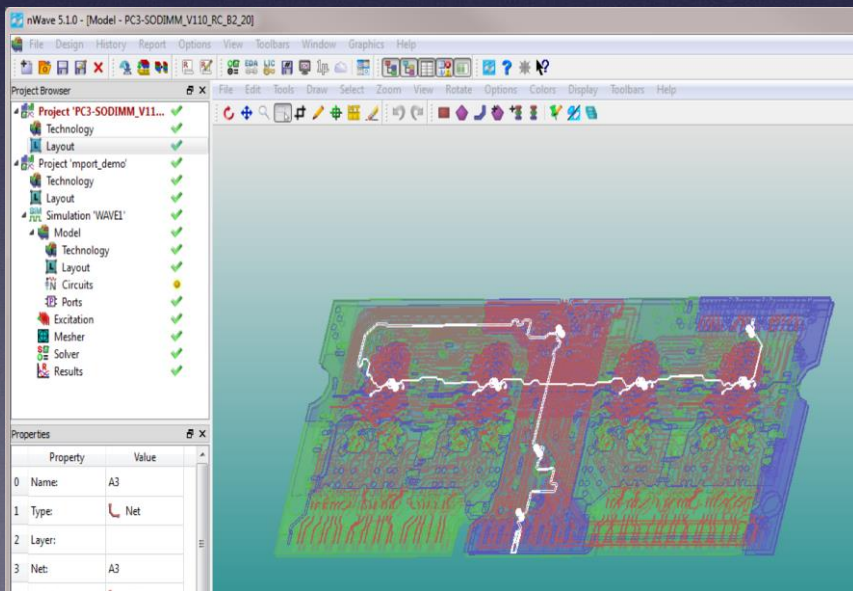 nWave 5.1.0 - [Model - PC3-SODIMM_V110_RC_B2_20]
File Design History Report Options View Toolbars Window Graphics Help
Project Browser
File Edit Tools Draw Select Zoom View Rotate Options Colors Display Toolbars Help
Project 'PC3-SODIMM_V11...
Technology
Layout
Project 'mport_demo'
Technology
Layout
Simulation 'WAVE1'
Model
Technology
Layout
Circuits
Ports
Excitation
Mesher
Solver
Results
Properties
Property Value
0 Name: A3
1 Type: Net
2 Layer:
3 Net: A3